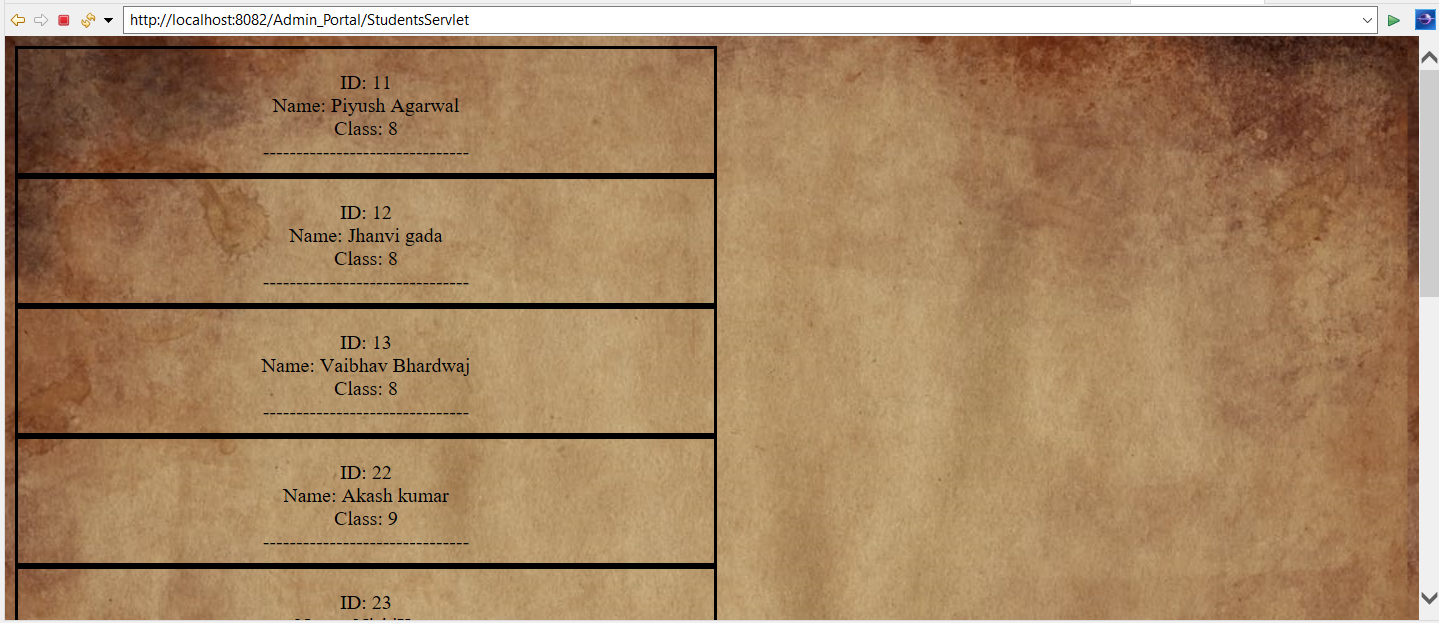 http://localhost:8082/Admin_Portal/StudentsServlet
ID: 11
Name: Piyush Agarwal
Class: 8
-------------------------------
ID: 12
Name: Jhanvi gada
Class: 8
-------------------------------
ID: 13
Name: Vaibhav Bhardwaj
Class: 8
-------------------------------
ID: 22
Name: Akash kumar
Class: 9
-------------------------------
ID: 23